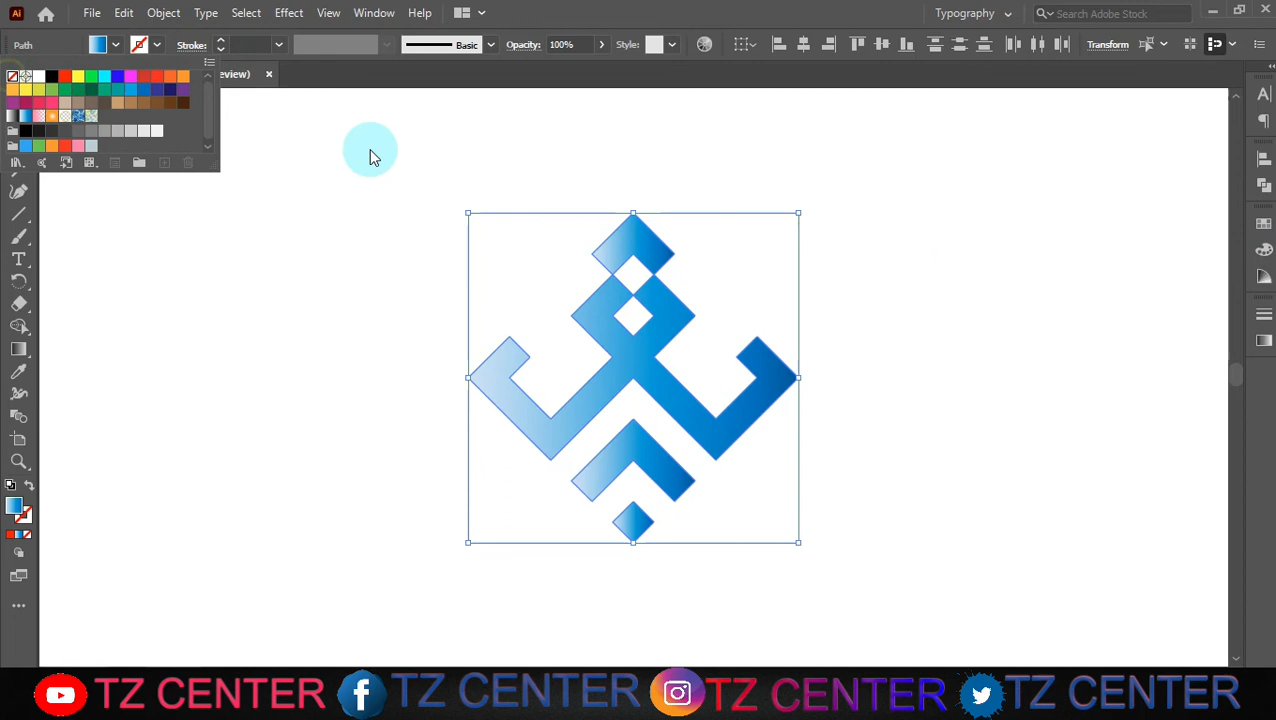 Ai File Edit Object Type Select Effect View Window Help Typography Search Adobe Stock
Path Stroke: Basic Opacity: 100% Style: Transform
eview) ×
TZ CENTER TZ CENTER TZ CENTER TZ CENTER